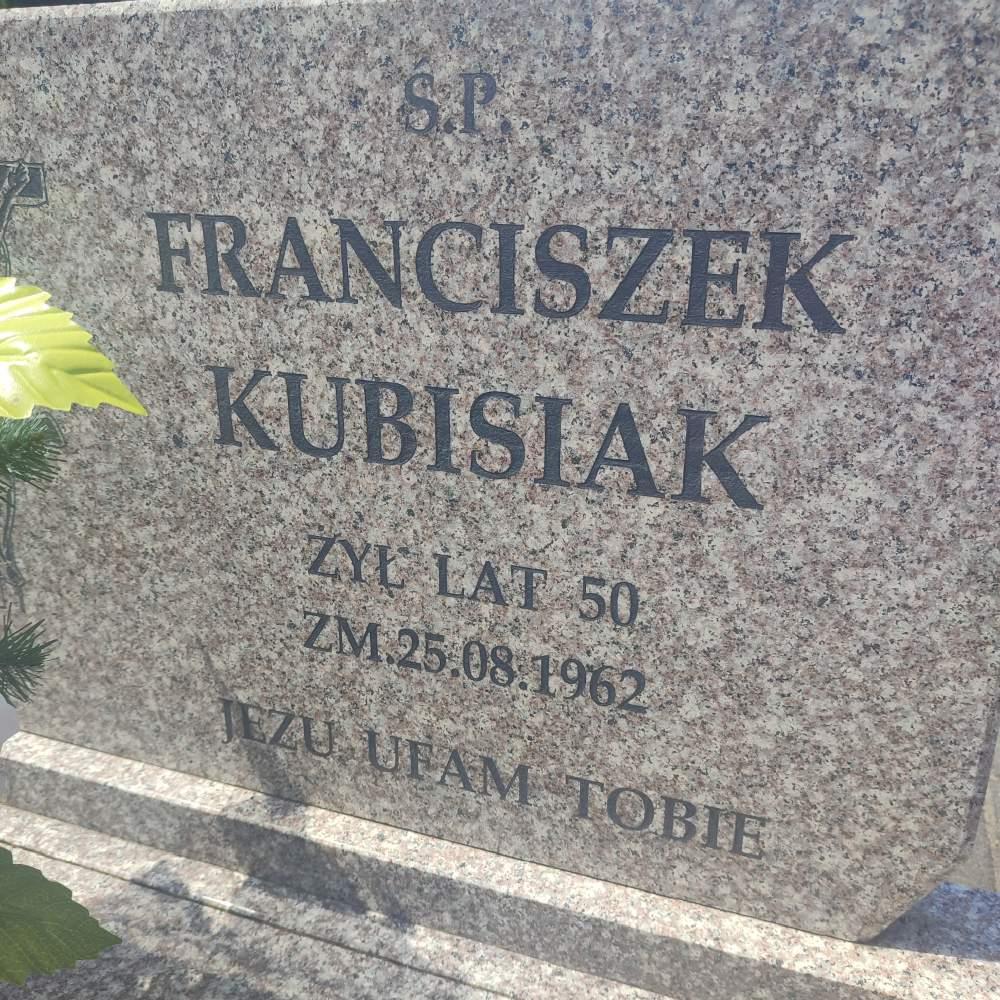 Ś.P.
FRANCISZEK
KUBISIAK
ŻYŁ LAT 50
ZM.25.08.1962
JEZU UFAM TOBIE